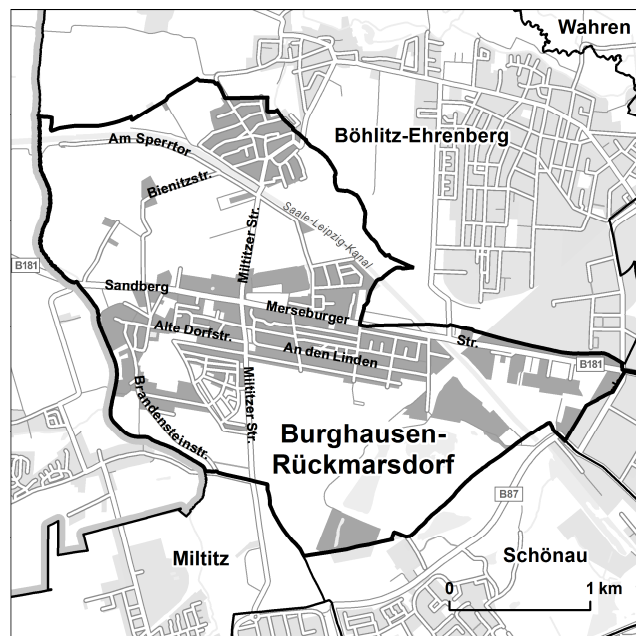 Wahren
Böhlitz-Ehrenberg
Am Sperrtor
Bienitzstr.
Saale-Leipzig-Kanal
Miltitzer Str.
B181
Sandberg
Merseburger
Str.
Alte Dorfstr.
An den Linden
B181
Miltitzer Str.
Brandensteinstr.
Burghausen-
Rückmarsdorf
B87
Miltitz
Schönau
0
1 km